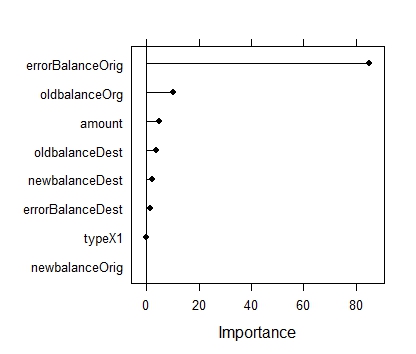 errorBalanceOrig
oldbalanceOrg
amount
oldbalanceDest
newbalanceDest
errorBalanceDest
typeX1
newbalanceOrig
0 20 40 60 80
Importance